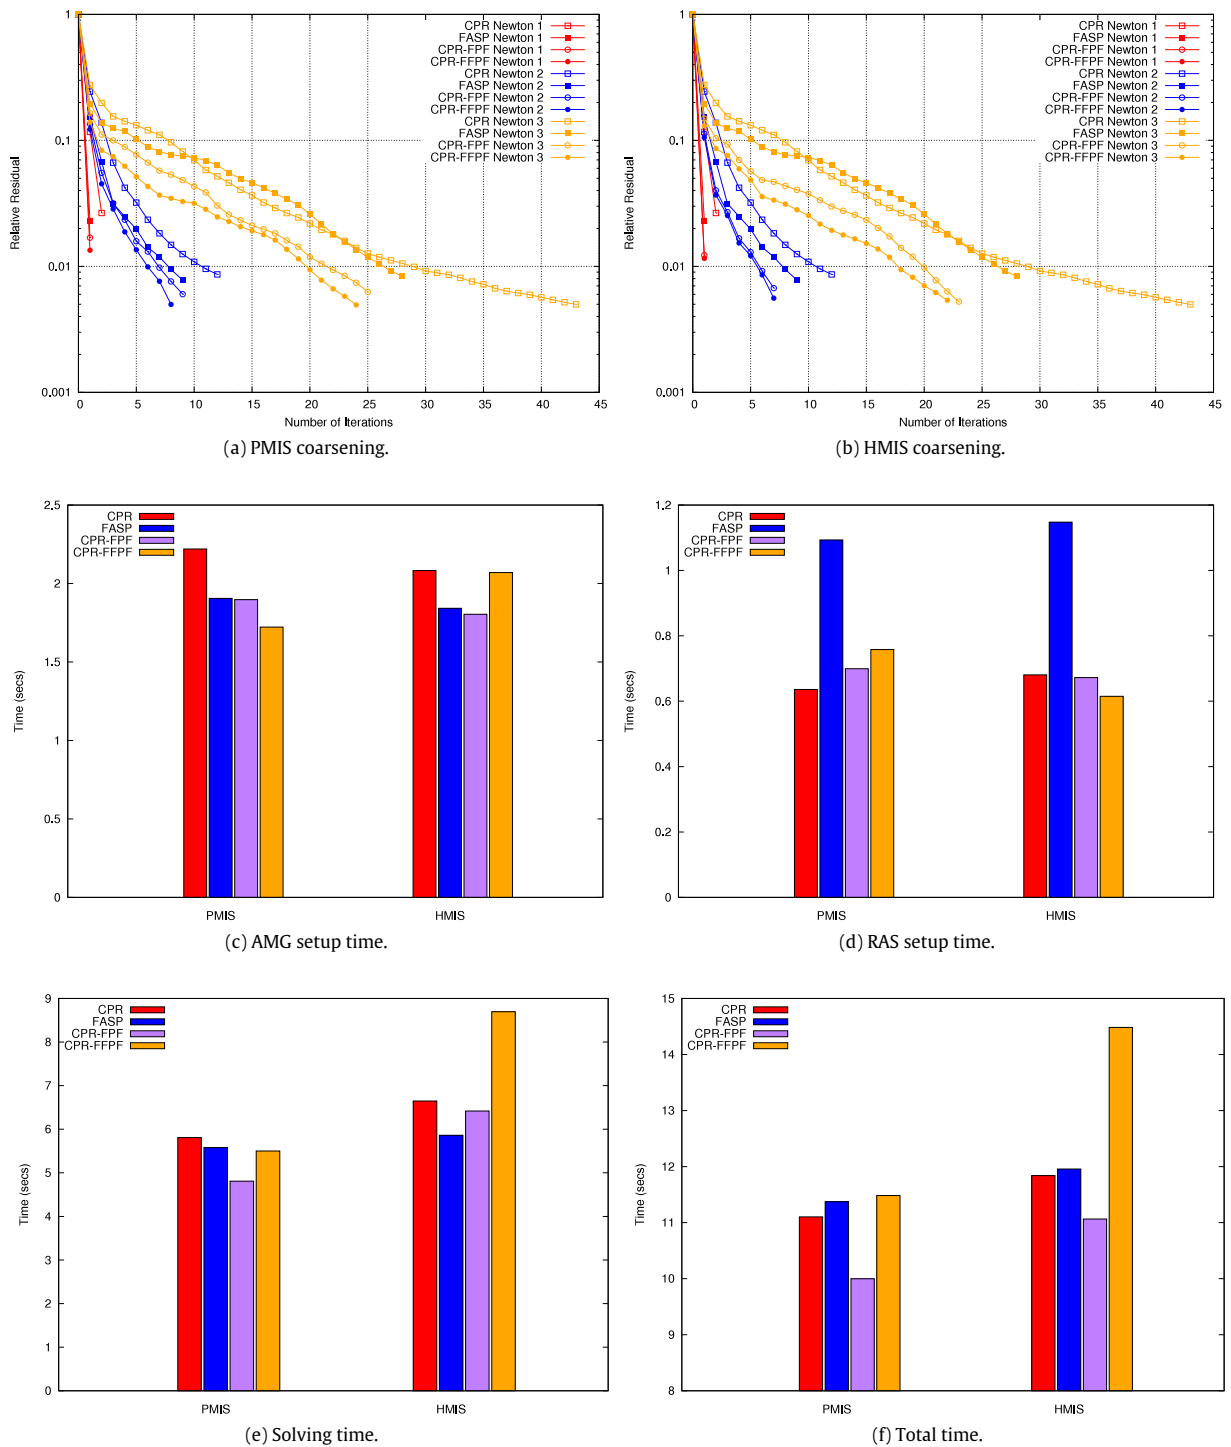 1
0.1
0.01
0.001
Relative Residual
0 5 10 15 20 25 30 35 40 45
Number of Iterations
CPR Newton 1
FASP Newton 1
CPR-FPF Newton 1
CPR-FFPF Newton 1
CPR Newton 2
FASP Newton 2
CPR-FPF Newton 2
CPR-FFPF Newton 2
CPR Newton 3
FASP Newton 3
CPR-FPF Newton 3
CPR-FFPF Newton 3
(a) PMIS coarsening.
1
0.1
0.01
0.001
Relative Residual
0 5 10 15 20 25 30 35 40 45
Number of Iterations
CPR Newton 1
FASP Newton 1
CPR-FPF Newton 1
CPR-FFPF Newton 1
CPR Newton 2
FASP Newton 2
CPR-FPF Newton 2
CPR-FFPF Newton 2
CPR Newton 3
FASP Newton 3
CPR-FPF Newton 3
CPR-FFPF Newton 3
(b) HMIS coarsening.
2.5
2
1.5
1
0.5
0
Time (secs)
CPR
FASP
CPR-FPF
CPR-FFPF
PMIS HMIS
(c) AMG setup time.
1.2
1
0.8
0.6
0.4
0.2
0
Time (secs)
CPR
FASP
CPR-FPF
CPR-FFPF
PMIS HMIS
(d) RAS setup time.
9
8
7
6
5
4
3
2
1
0
Time (secs)
CPR
FASP
CPR-FPF
CPR-FFPF
PMIS HMIS
(e) Solving time.
15
14
13
12
11
10
9
8
Time (secs)
CPR
FASP
CPR-FPF
CPR-FFPF
PMIS HMIS
(f) Total time.